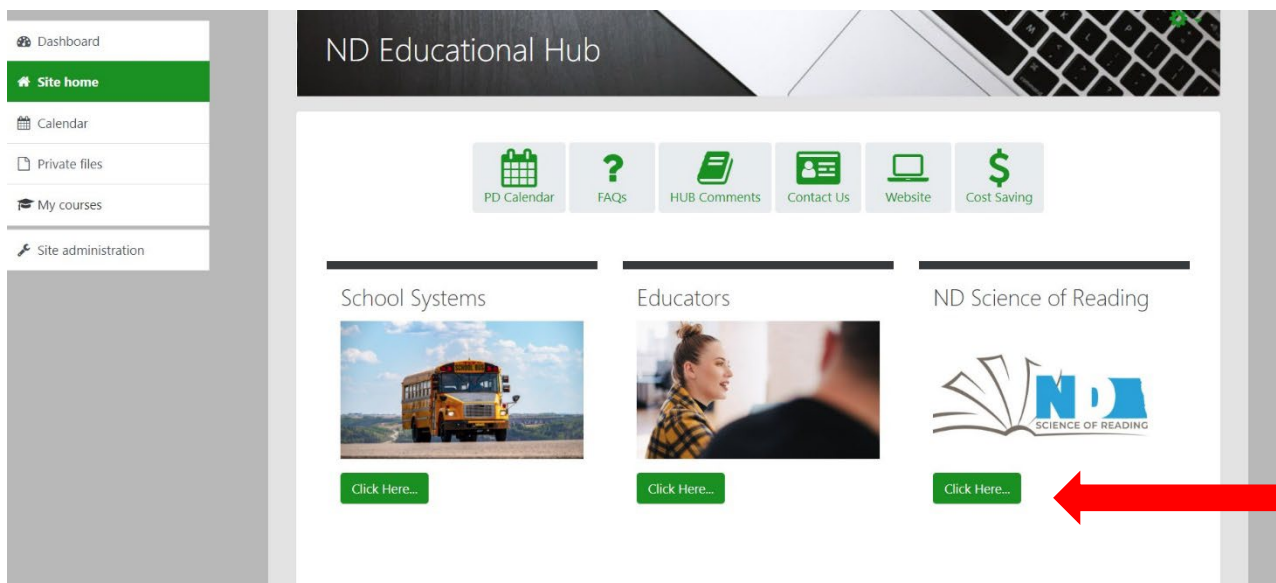 Dashboard
Site home
Calendar
Private files
My courses
Site administration
ND Educational Hub
PD Calendar
FAQs
HUB Comments
Contact Us
Website
Cost Saving
School Systems
SCHOOL BUS
Click Here...
Educators
Click Here...
ND Science of Reading
ND
SCIENCE OF READING
Click Here...